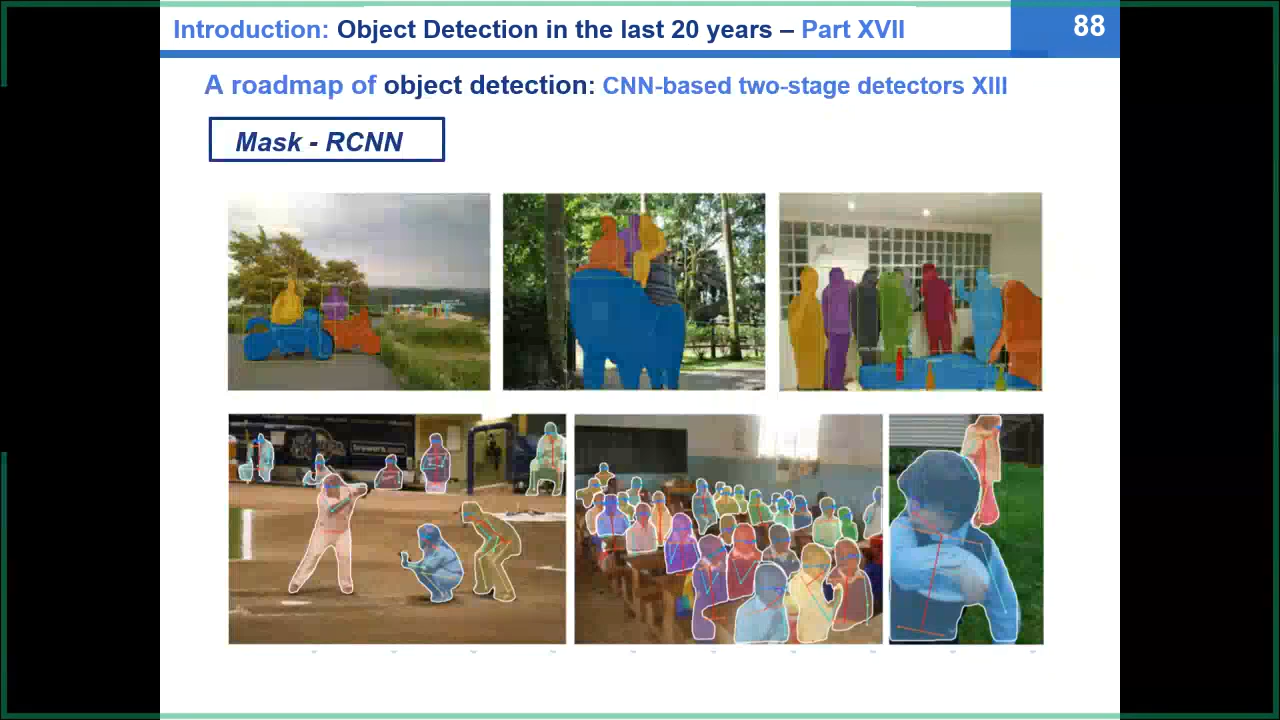 Introduction: Object Detection in the last 20 years – Part XVII
88
A roadmap of object detection: CNN-based two-stage detectors XIII
Mask - RCNN